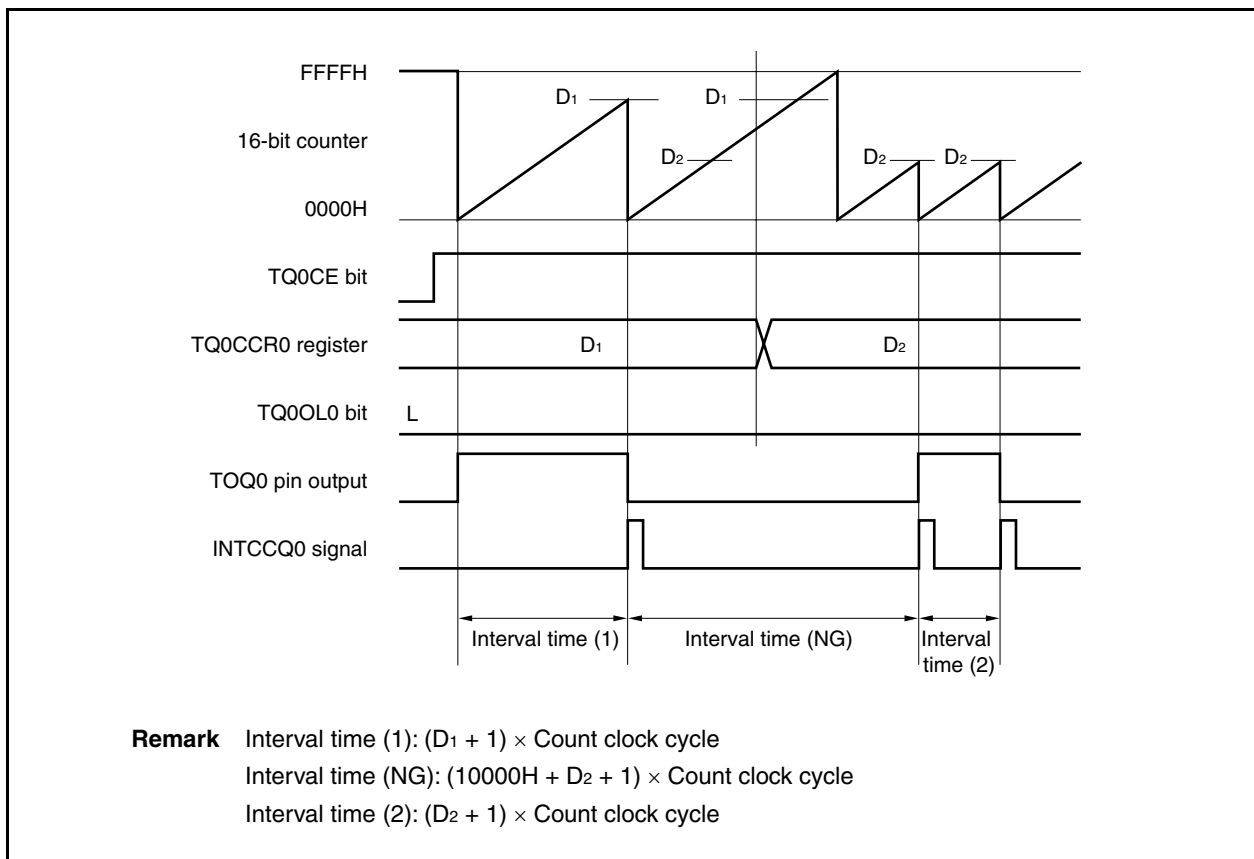 FFFFH
D1
D1
16-bit counter
D2
D2
D2
0000H
TQ0CE bit
TQ0CCR0 register
D1
D2
TQ0OL0 bit
L
TOQ0 pin output
INTCCQ0 signal
Interval time (1)
Interval time (NG)
Interval
time (2)
Remark Interval time (1): (D1 + 1) × Count clock cycle
Interval time (NG): (10000H + D2 + 1) × Count clock cycle
Interval time (2): (D2 + 1) × Count clock cycle